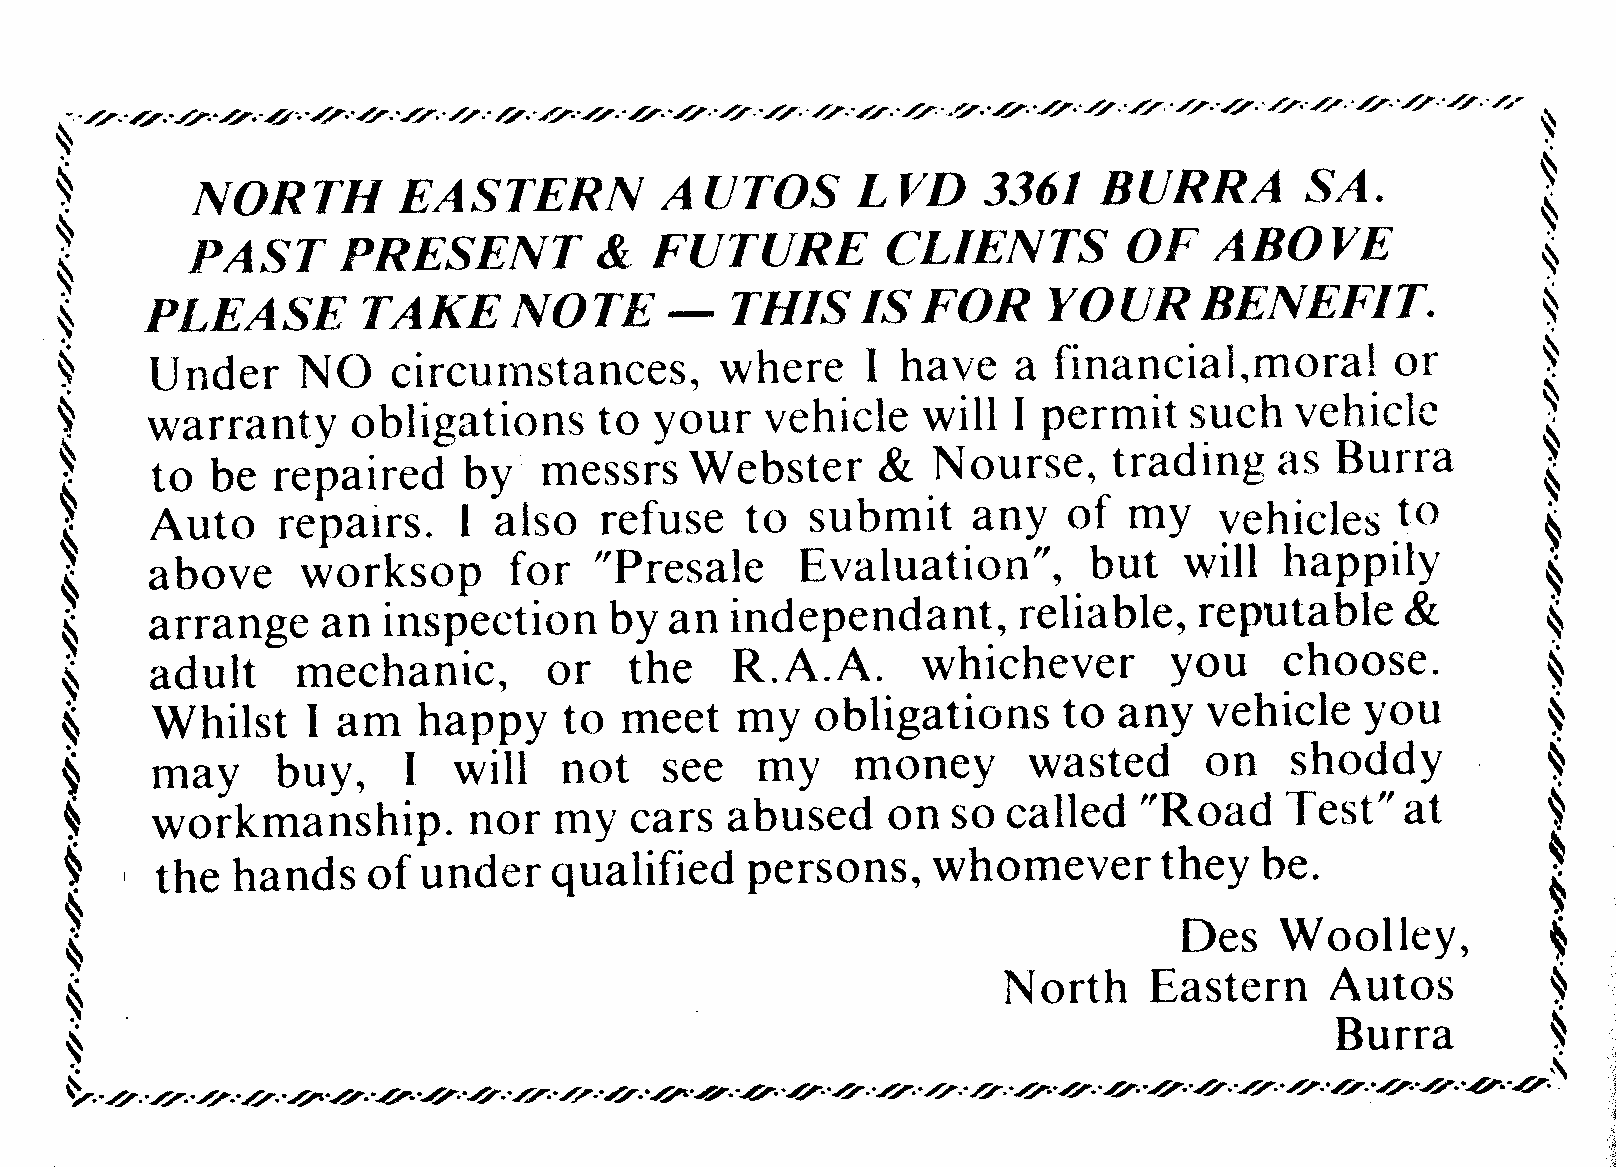 NORTH EASTERN AUTOS LVD 3361 BURRA SA.
PAST PRESENT & FUTURE CLIENTS OF ABOVE
PLEASE TAKE NOTE — THIS IS FOR YOUR BENEFIT.
Under NO circumstances, where I have a financial,moral or
warranty obligations to your vehicle will I permit such vehicle
to be repaired by messrs Webster & Nourse, trading as Burra
Auto repairs. I also refuse to submit any of my vehicles to
above worksop for "Presale Evaluation", but will happily
arrange an inspection by an independant, reliable, reputable &
adult mechanic, or the R.A.A. whichever you choose.
Whilst I am happy to meet my obligations to any vehicle you
may buy, I will not see my money wasted on shoddy
workmanship. nor my cars abused on so called "Road Test" at
the hands of under qualified persons, whomever they be.
Des Woolley,
North Eastern Autos
Burra